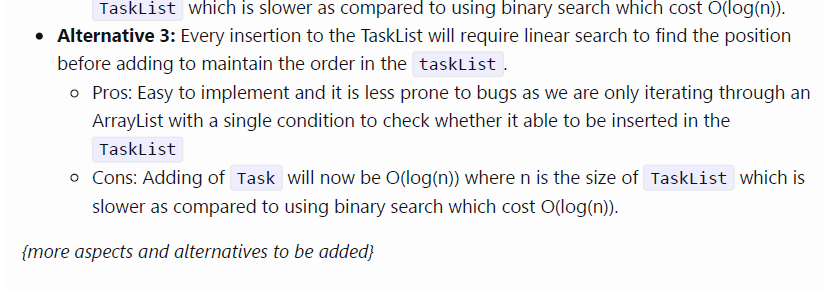 TaskList which is slower as compared to using binary search which cost O(log(n)).
• Alternative 3: Every insertion to the TaskList will require linear search to find the position
before adding to maintain the order in the taskList .
○ Pros: Easy to implement and it is less prone to bugs as we are only iterating through an
ArrayList with a single condition to check whether it able to be inserted in the
TaskList
○ Cons: Adding of Task will now be O(log(n)) where n is the size of TaskList which is
slower as compared to using binary search which cost O(log(n)).
{more aspects and alternatives to be added}